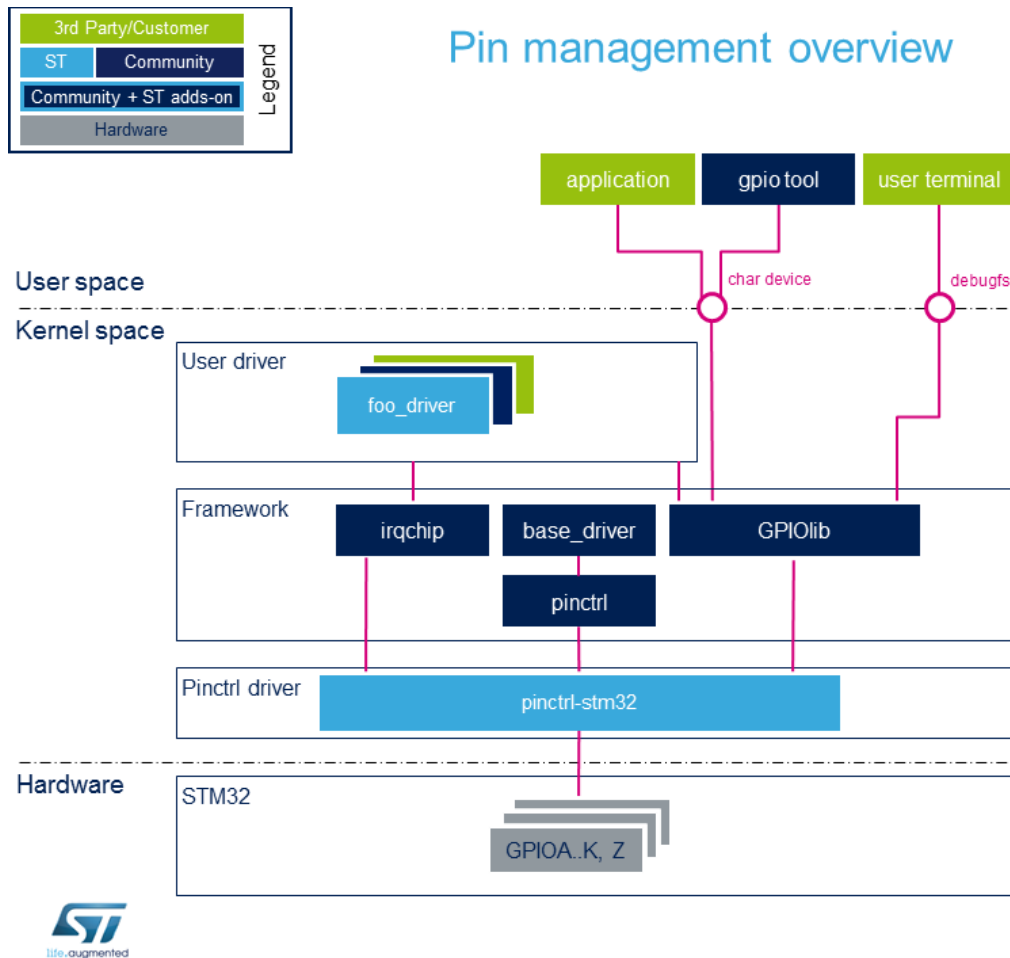 3rd Party/Customer
ST
Community
Community + ST adds-on
Hardware
Legend
Pin management overview
application
gpio tool
user terminal
char device
debugfs
User space
Kernel space
User driver
foo_driver
Framework
irqchip
base_driver
GPIOlib
pinctrl
Pinctrl driver
pinctrl-stm32
Hardware
STM32
GPIOA..K, Z
ST
life.augmented